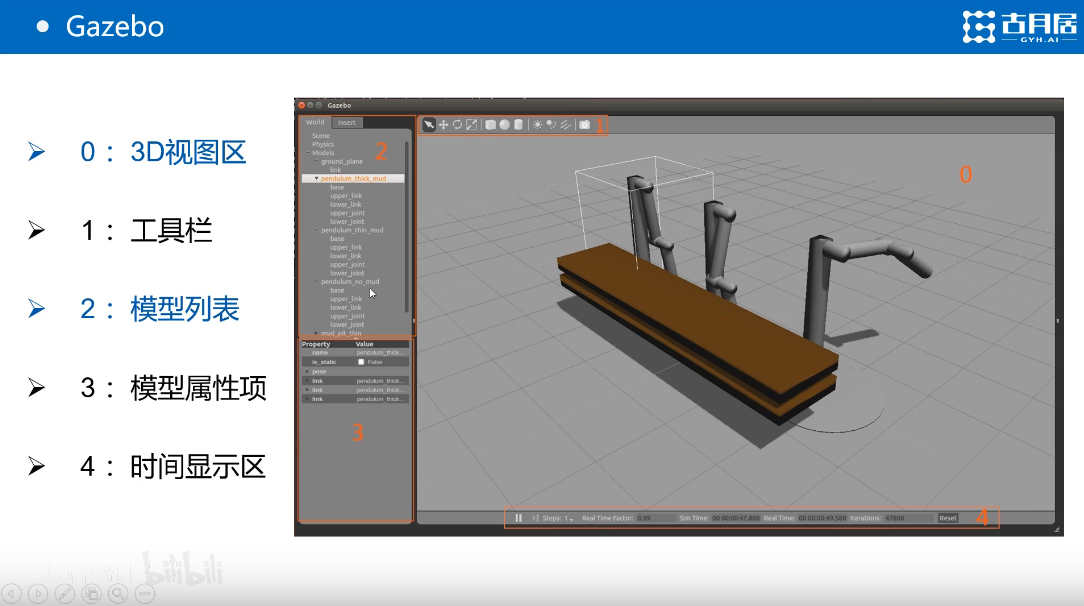 Gazebo
古月居
GYH.AI
0 : 3D视图区
1 : 工具栏
2 : 模型列表
3 : 模型属性项
4 : 时间显示区
Gazebo
World Insert
1
2
0
Scene
Physics
Models
ground_plane
link
pendulum_thick_mud
base
upper_link
lower_link
upper_joint
lower_joint
pendulum_thin_mud
base
upper_link
lower_link
upper_joint
lower_joint
pendulum_no_mud
base
upper_link
lower_link
upper_joint
lower_joint
mud_pit_thin
Property Value
name pendulum_thick...
is_static False
pose
link pendulum_thick...
link pendulum_thick...
link pendulum_thick...
3
Steps: 1 Real Time Factor: 0.99 Sim Time: 00 00:00:47.806 Real Time: 00 00:00:49.588 Iterations: 47806 Reset 4
bilibili